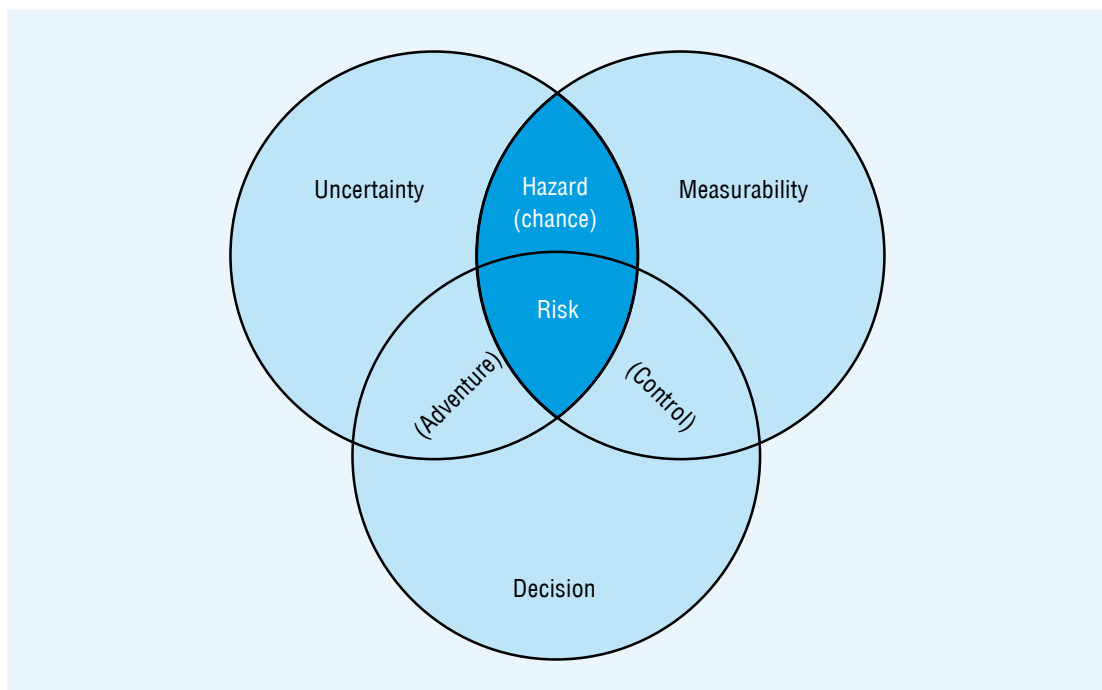 Uncertainty
Hazard
(chance)
Measurability
Risk
(Adventure)
(Control)
Decision